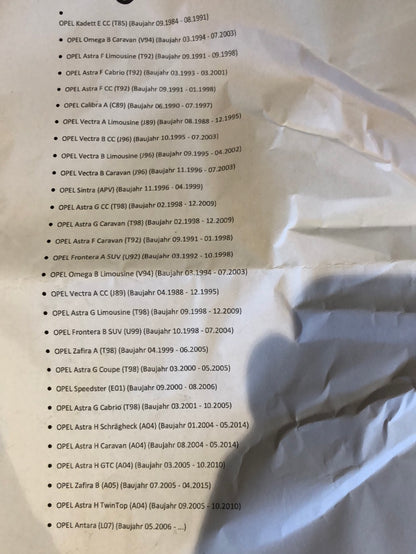 OPEL Kadett E CC (T85) (Baujahr 09.1984 - 08.1991)
• OPEL Omega B Caravan (V94) (Baujahr 03.1994 - 07.2003)
• OPEL Astra F Limousine (T92) (Baujahr 09.1991 - 09.1998)
• OPEL Astra F Cabrio (T92) (Baujahr 03.1993 - 03.2001)
• OPEL Astra F CC (T92) (Baujahr 09.1991 - 01.1998)
• OPEL Calibra A (C89) (Baujahr 06.1990 - 07.1997)
• OPEL Vectra A Limousine (J89) (Baujahr 08.1988 - 12.1995)
• OPEL Vectra B CC (J96) (Baujahr 10.1995 - 07.2003)
• OPEL Vectra B Limousine (J96) (Baujahr 09.1995 - 04.2002)
• OPEL Vectra B Caravan (J96) (Baujahr 11.1996 - 07.2003)
• OPEL Sintra (APV) (Baujahr 11.1996 - 04.1999)
• OPEL Astra G CC (T98) (Baujahr 02.1998 - 12.2009)
• OPEL Astra G Caravan (T98) (Baujahr 02.1998 - 12.2009)
• OPEL Astra F Caravan (T92) (Baujahr 09.1991 - 01.1998)
• OPEL Frontera A SUV (U92) (Baujahr 03.1992 - 10.1998)
• OPEL Omega B Limousine (V94) (Baujahr 03.1994 - 07.2003)
• OPEL Vectra A CC (J89) (Baujahr 04.1988 - 12.1995)
• OPEL Astra G Limousine (T98) (Baujahr 09.1998 - 12.2009)
• OPEL Frontera B SUV (U99) (Baujahr 10.1998 - 07.2004)
• OPEL Zafira A (T98) (Baujahr 04.1999 - 06.2005)
• OPEL Astra G Coupe (T98) (Baujahr 03.2000 - 05.2005)
• OPEL Speedster (E01) (Baujahr 09.2000 - 08.2006)
• OPEL Astra G Cabrio (T98) (Baujahr 03.2001 - 10.2005)
• OPEL Astra H Schrägheck (A04) (Baujahr 01.2004 - 05.2014)
• OPEL Astra H Caravan (A04) (Baujahr 08.2004 - 05.2014)
• OPEL Astra H GTC (A04) (Baujahr 03.2005 - 10.2010)
• OPEL Zafira B (A05) (Baujahr 07.2005 - 04.2015)
• OPEL Astra H TwinTop (A04) (Baujahr 09.2005 - 10.2010)
• OPEL Antara (L07) (Baujahr 05.2006 - ...)